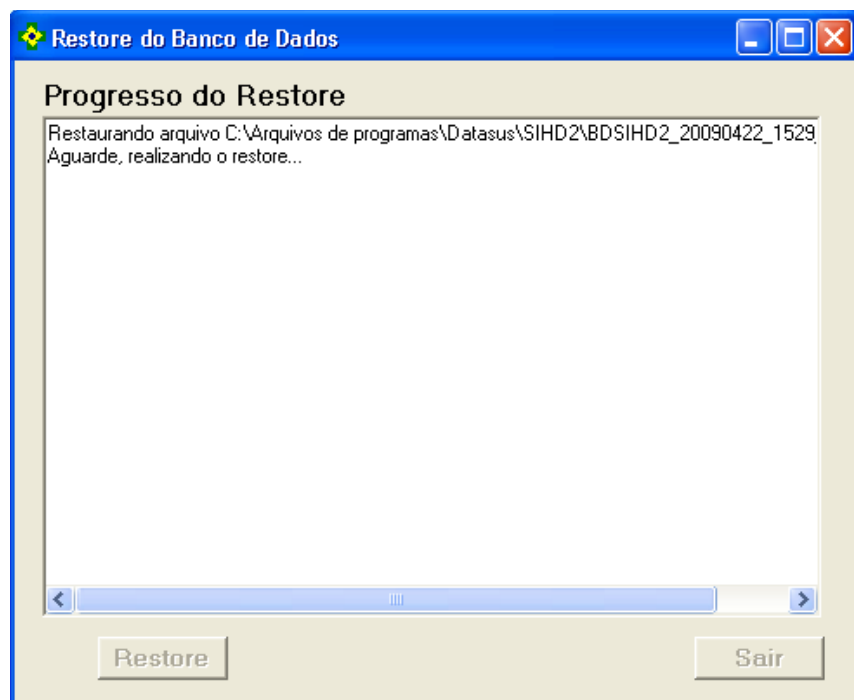 Restore do Banco de Dados
Progresso do Restore
Restaurando arquivo C:\Arquivos de programas\Datasus\SIHD2\BDSIHD2_20090422_1529_
Aguarde, realizando o restore...
Restore
Sair